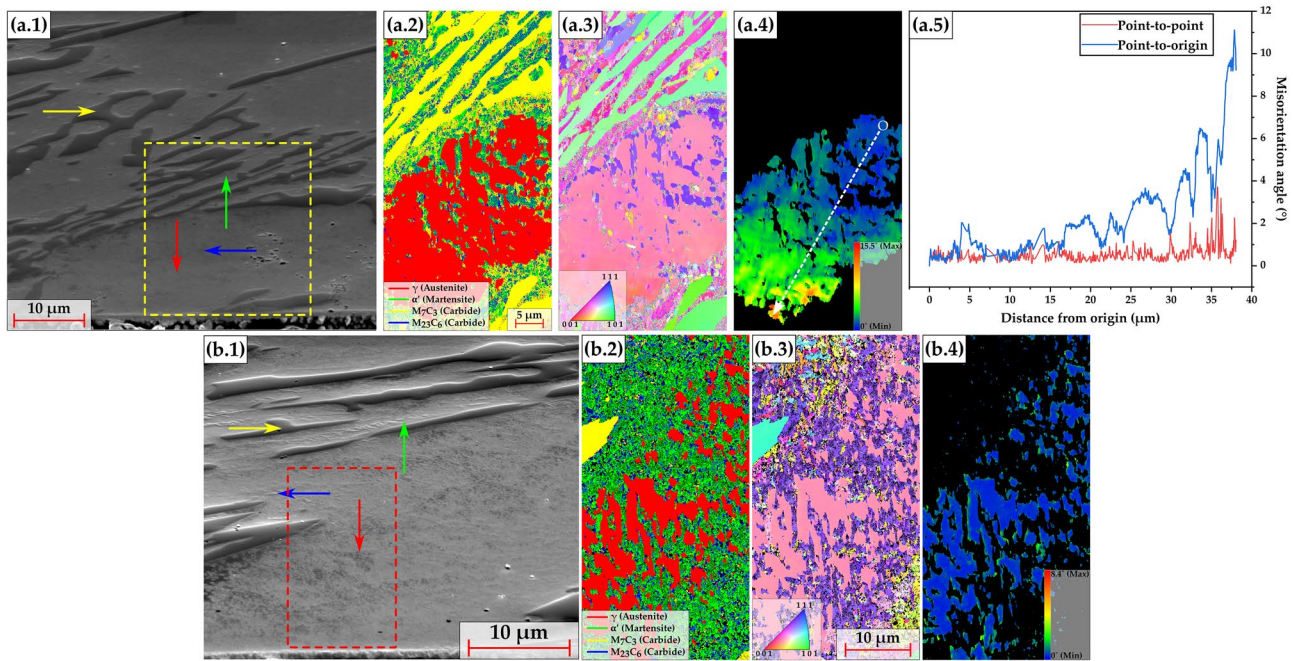 (a.1)
10 µm
(a.2)
γ (Austenite)
α' (Martensite)
M7C3 (Carbide)
M23C6 (Carbide)
5 µm
(a.3)
111
001
101
(a.4)
15.5° (Max)
0° (Min)
(a.5)
Point-to-point
Point-to-origin
12
10
8
6
4
2
0
Misorientation angle (°)
0
5
10
15
20
25
30
35
40
Distance from origin (µm)
(b.1)
10 µm
(b.2)
γ (Austenite)
α' (Martensite)
M7C3 (Carbide)
M23C6 (Carbide)
(b.3)
111
001
101
10 µm
(b.4)
8.4° (Max)
0° (Min)